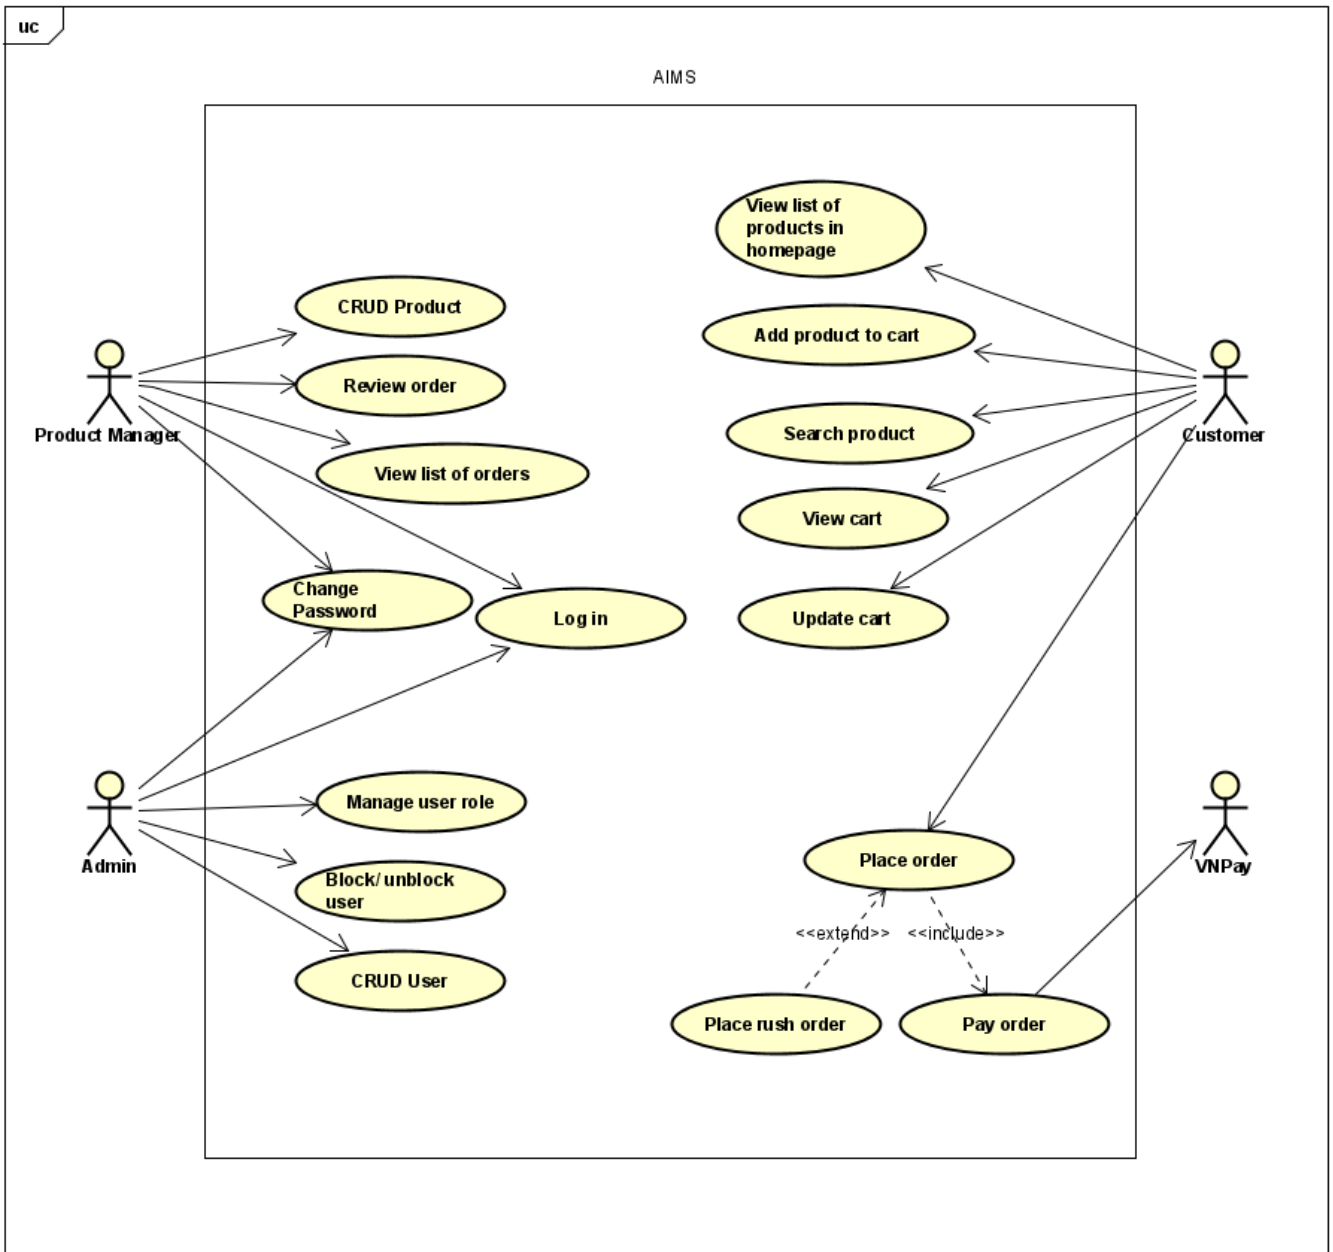 uc
AIMS
View list of
products in
homepage
CRUD Product
Add product to cart
Review order
Product Manager
Search product
Customer
View list of orders
View cart
Change
Password
Log in
Update cart
Manage user role
Admin
Place order
VNPay
Block/ unblock
user
<<extend>>
<<include>>
CRUD User
Place rush order
Pay order